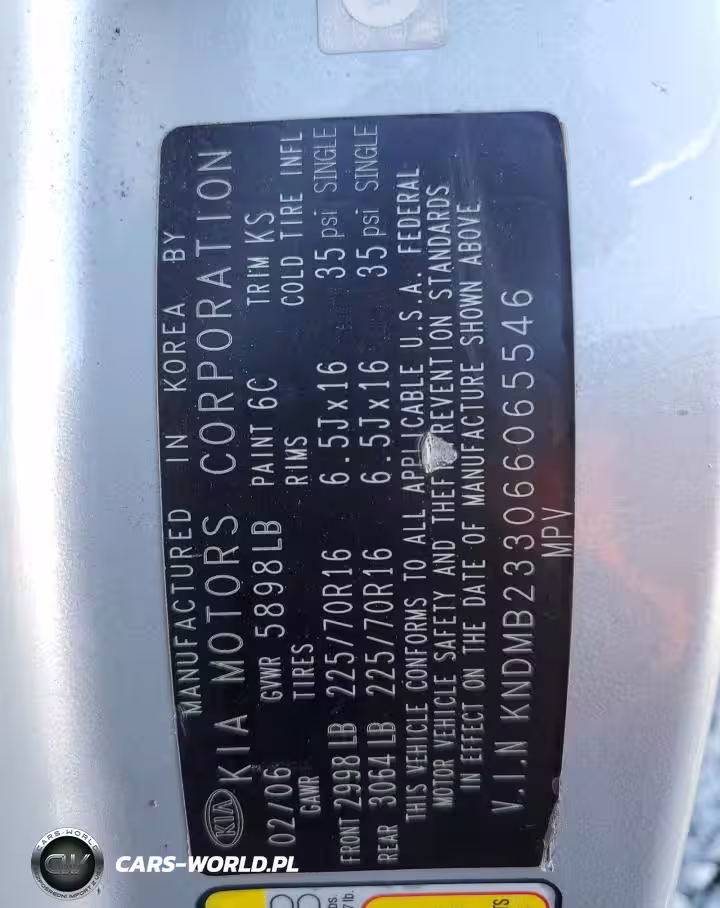 MANUFACTURED IN KOREA BY
KIA KIA MOTORS CORPORATION
02/06 GVWR 5898LB PAINT 6C TRIM KS
GAWR TIRES RIMS COLD TIRE INFL
FRONT 2998 LB 225/70R16 6.5Jx16 35 psi SINGLE
REAR 3064 LB 225/70R16 6.5Jx16 35 psi SINGLE
THIS VEHICLE CONFORMS TO ALL APPLICABLE U.S.A. FEDERAL
MOTOR VEHICLE SAFETY AND THEFT PREVENTION STANDARDS
IN EFFECT ON THE DATE OF MANUFACTURE SHOWN ABOVE
V.I.N KNDMB233066065546
MPV
CARS-WORLD
CW
CARS-WORLD.PL